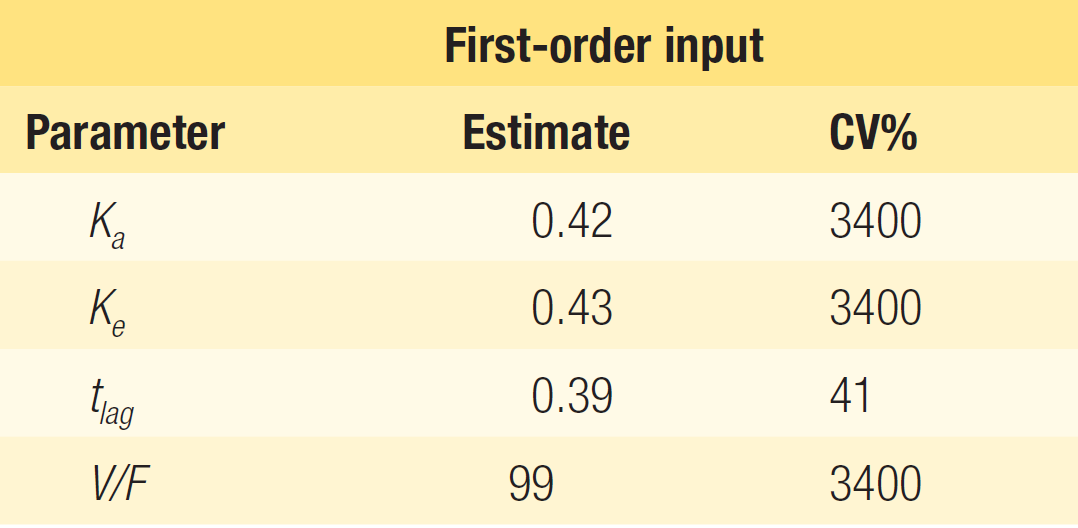 First-order input
Parameter Estimate CV%
Ka 0.42 3400
Ke 0.43 3400
tlag 0.39 41
V/F 99 3400